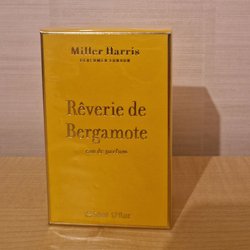 Miller Harris
PERFUMER LONDON
Rêverie de
Bergamote
eau de parfum